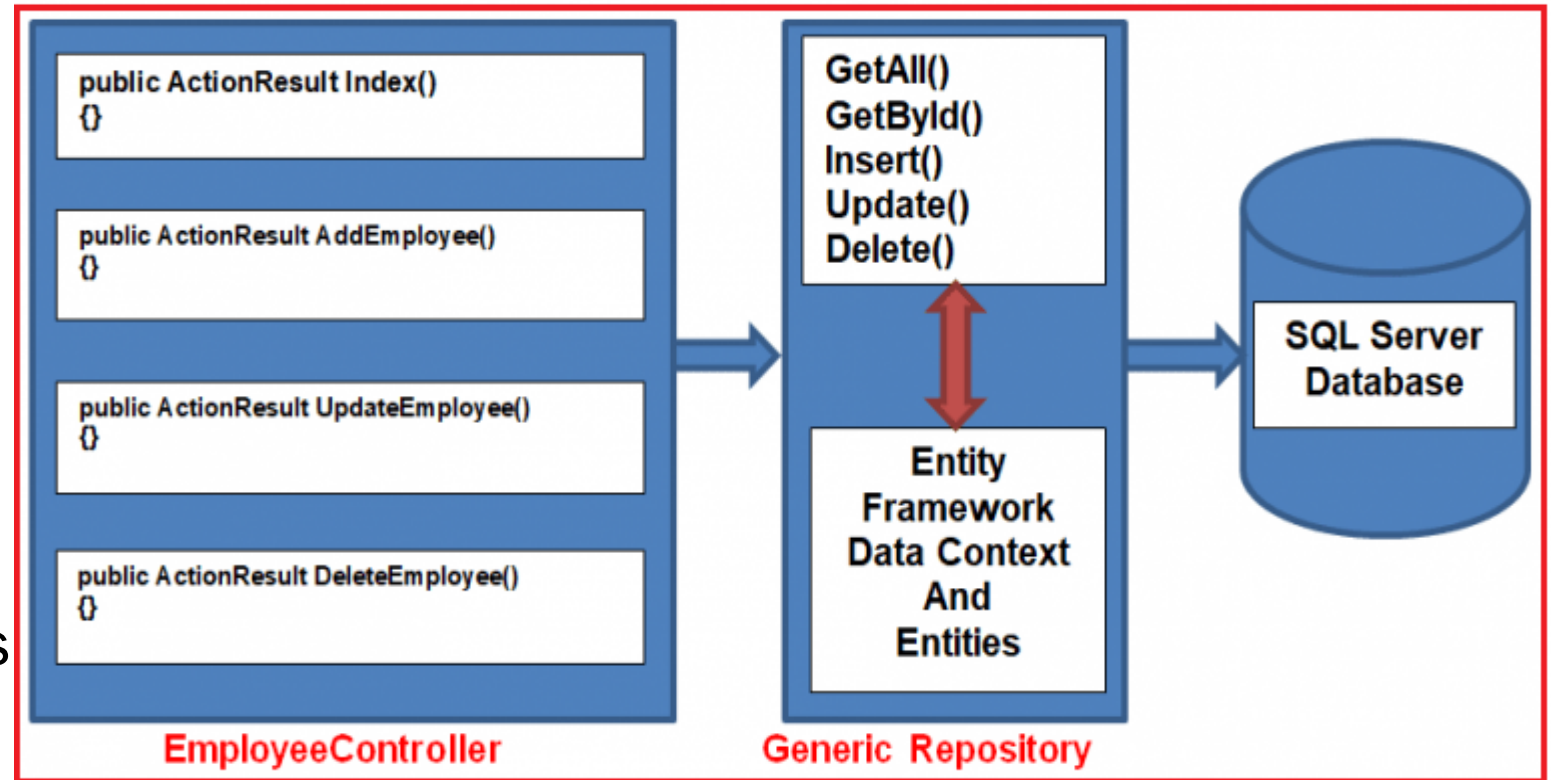 public ActionResult Index()
{}
public ActionResult AddEmployee()
{}
public ActionResult UpdateEmployee()
{}
public ActionResult DeleteEmployee()
{}
s
EmployeeController
GetAll()
GetById()
Insert()
Update()
Delete()
Entity
Framework
Data Context
And
Entities
Generic Repository
SQL Server
Database